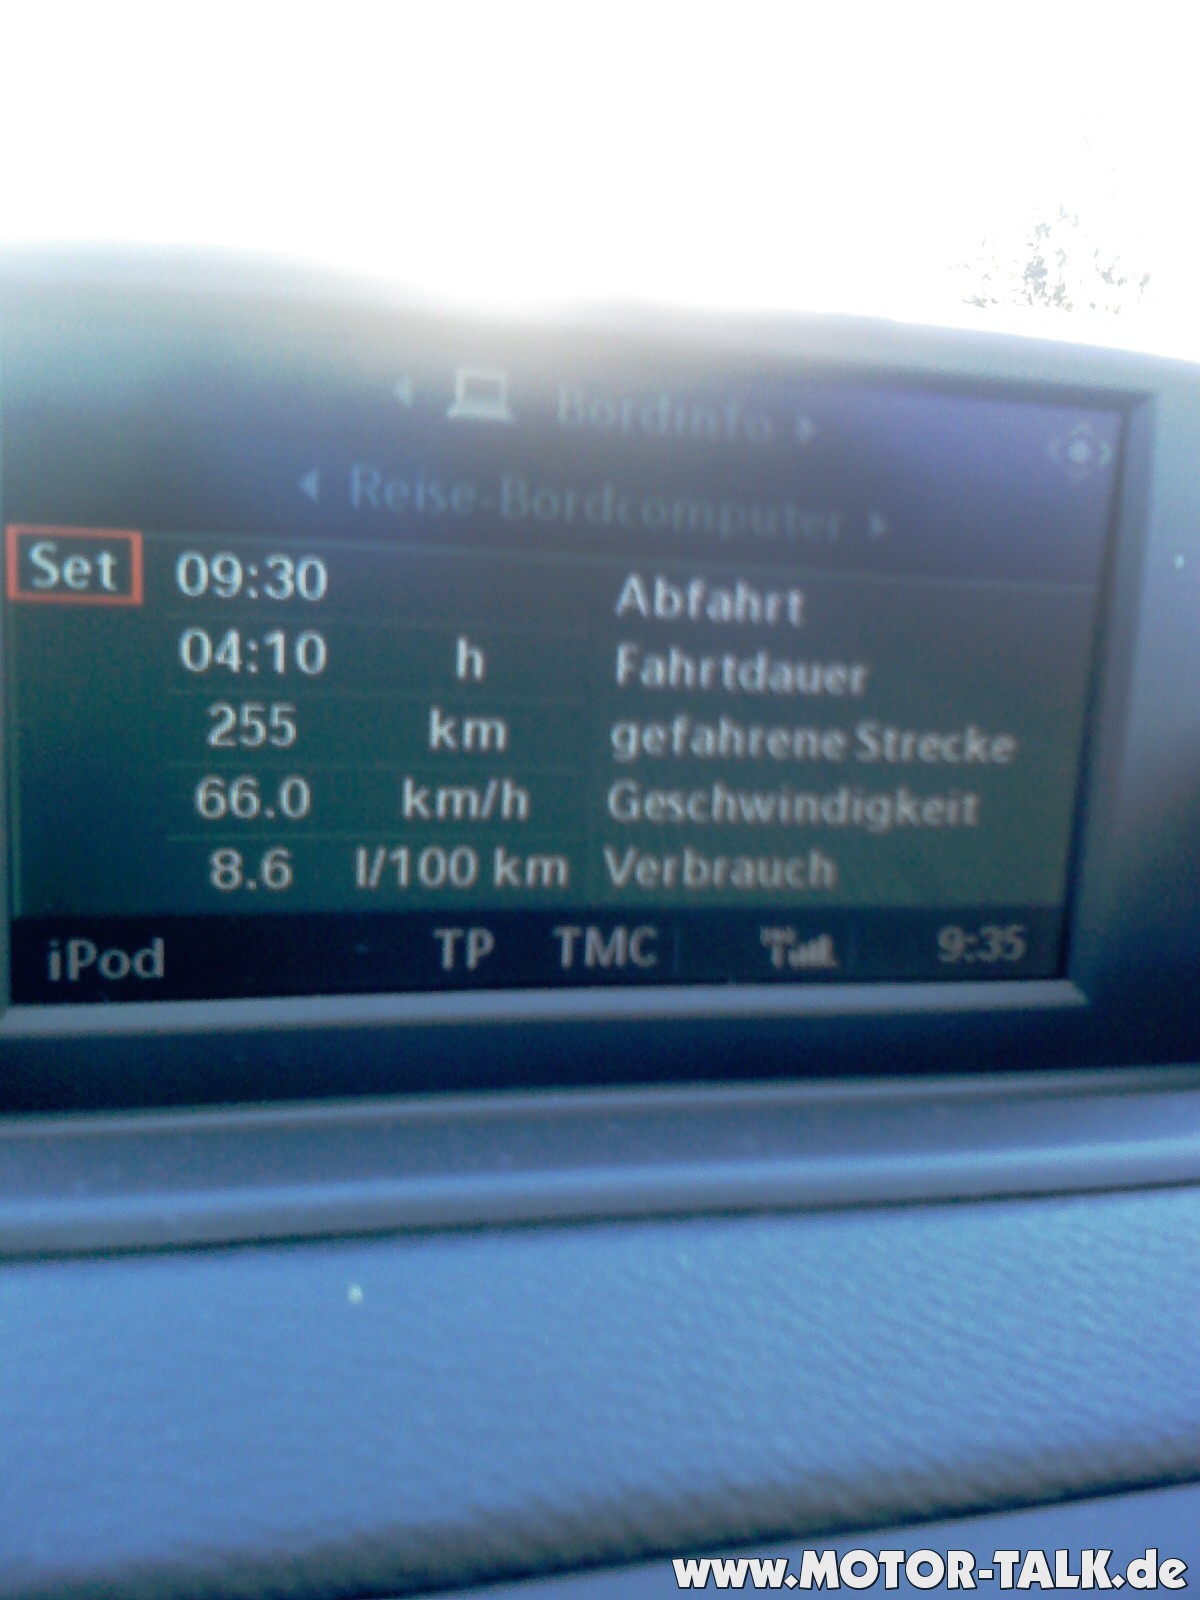 Bordinfo
Reise-Bordcomputer
Set 09:30 Abfahrt
04:10 h Fahrtdauer
255 km gefahrene Strecke
66.0 km/h Geschwindigkeit
8.6 l/100 km Verbrauch
iPod TP TMC 9:35
www.MOTOR-TALK.de